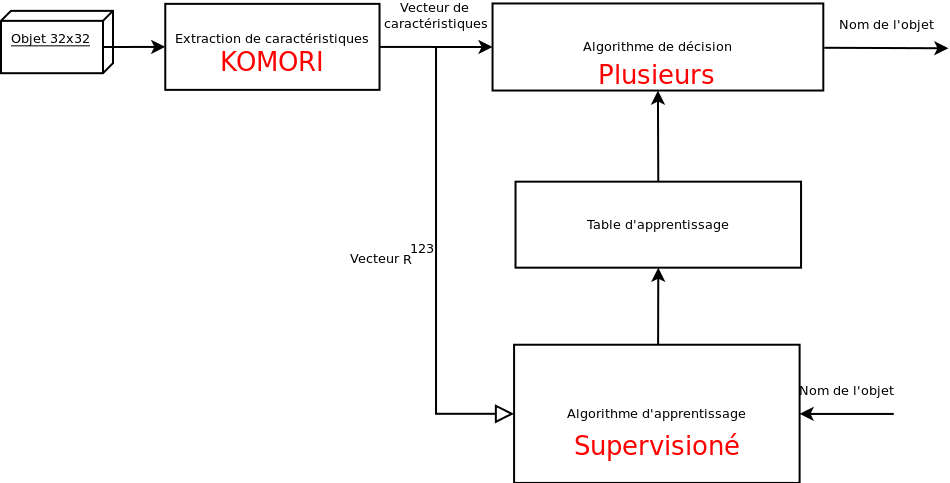 Objet 32x32
Extraction de caractéristiques
KOMORI
Vecteur de
caractéristiques
Algorithme de décision
Plusieurs
Nom de l'objet
Table d'apprentissage
Vecteur R123
Nom de l'objet
Algorithme d'apprentissage
Supervisioné